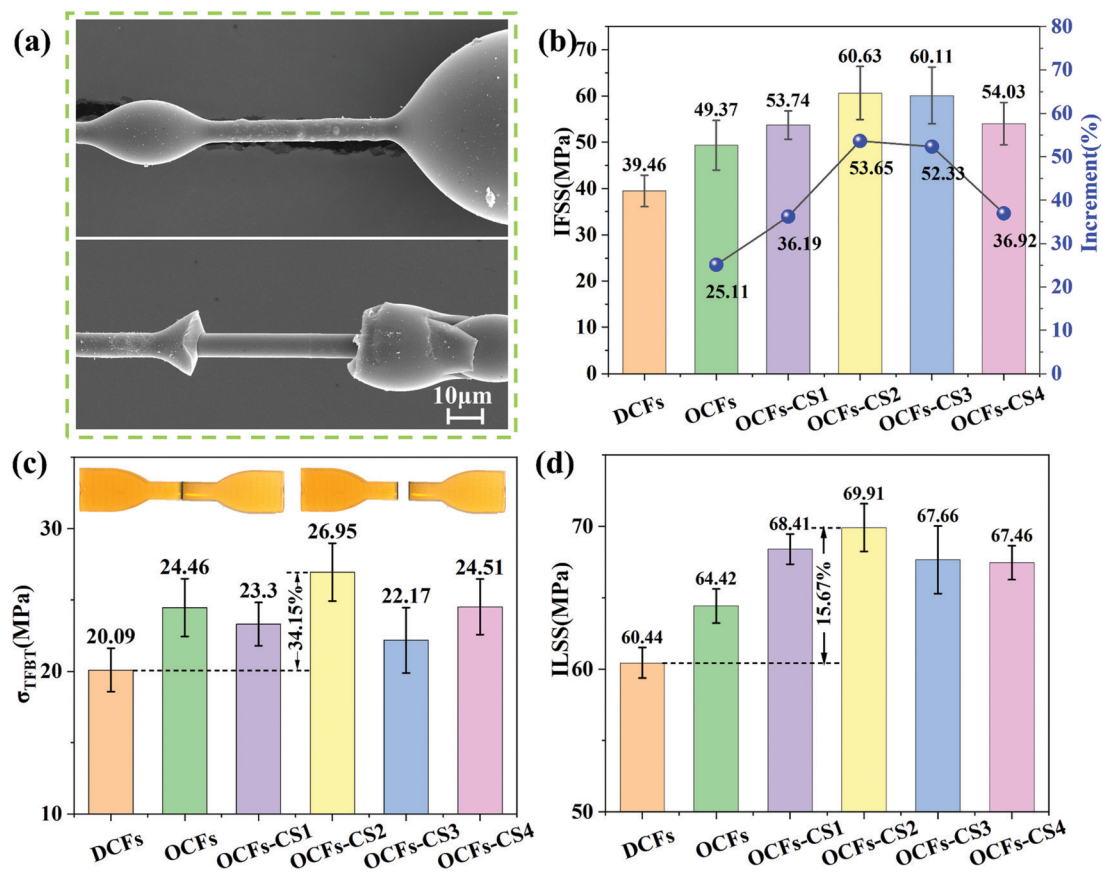 (a)
10μm
(b)
IFSS(MPa)
70
60
50
40
30
20
10
0
39.46
49.37
53.74
60.63
60.11
54.03
25.11
36.19
53.65
52.33
36.92
80
70
60
50
40
30
20
10
0
Increment(%)
DCFs
OCFs
OCFs-CS1
OCFs-CS2
OCFs-CS3
OCFs-CS4
(c)
σTFBT(MPa)
30
20
10
20.09
24.46
23.3
26.95
22.17
24.51
34.15%
DCFs
OCFs
OCFs-CS1
OCFs-CS2
OCFs-CS3
OCFs-CS4
(d)
ILSS(MPa)
70
60
50
60.44
64.42
68.41
69.91
67.66
67.46
15.67%
DCFs
OCFs
OCFs-CS1
OCFs-CS2
OCFs-CS3
OCFs-CS4